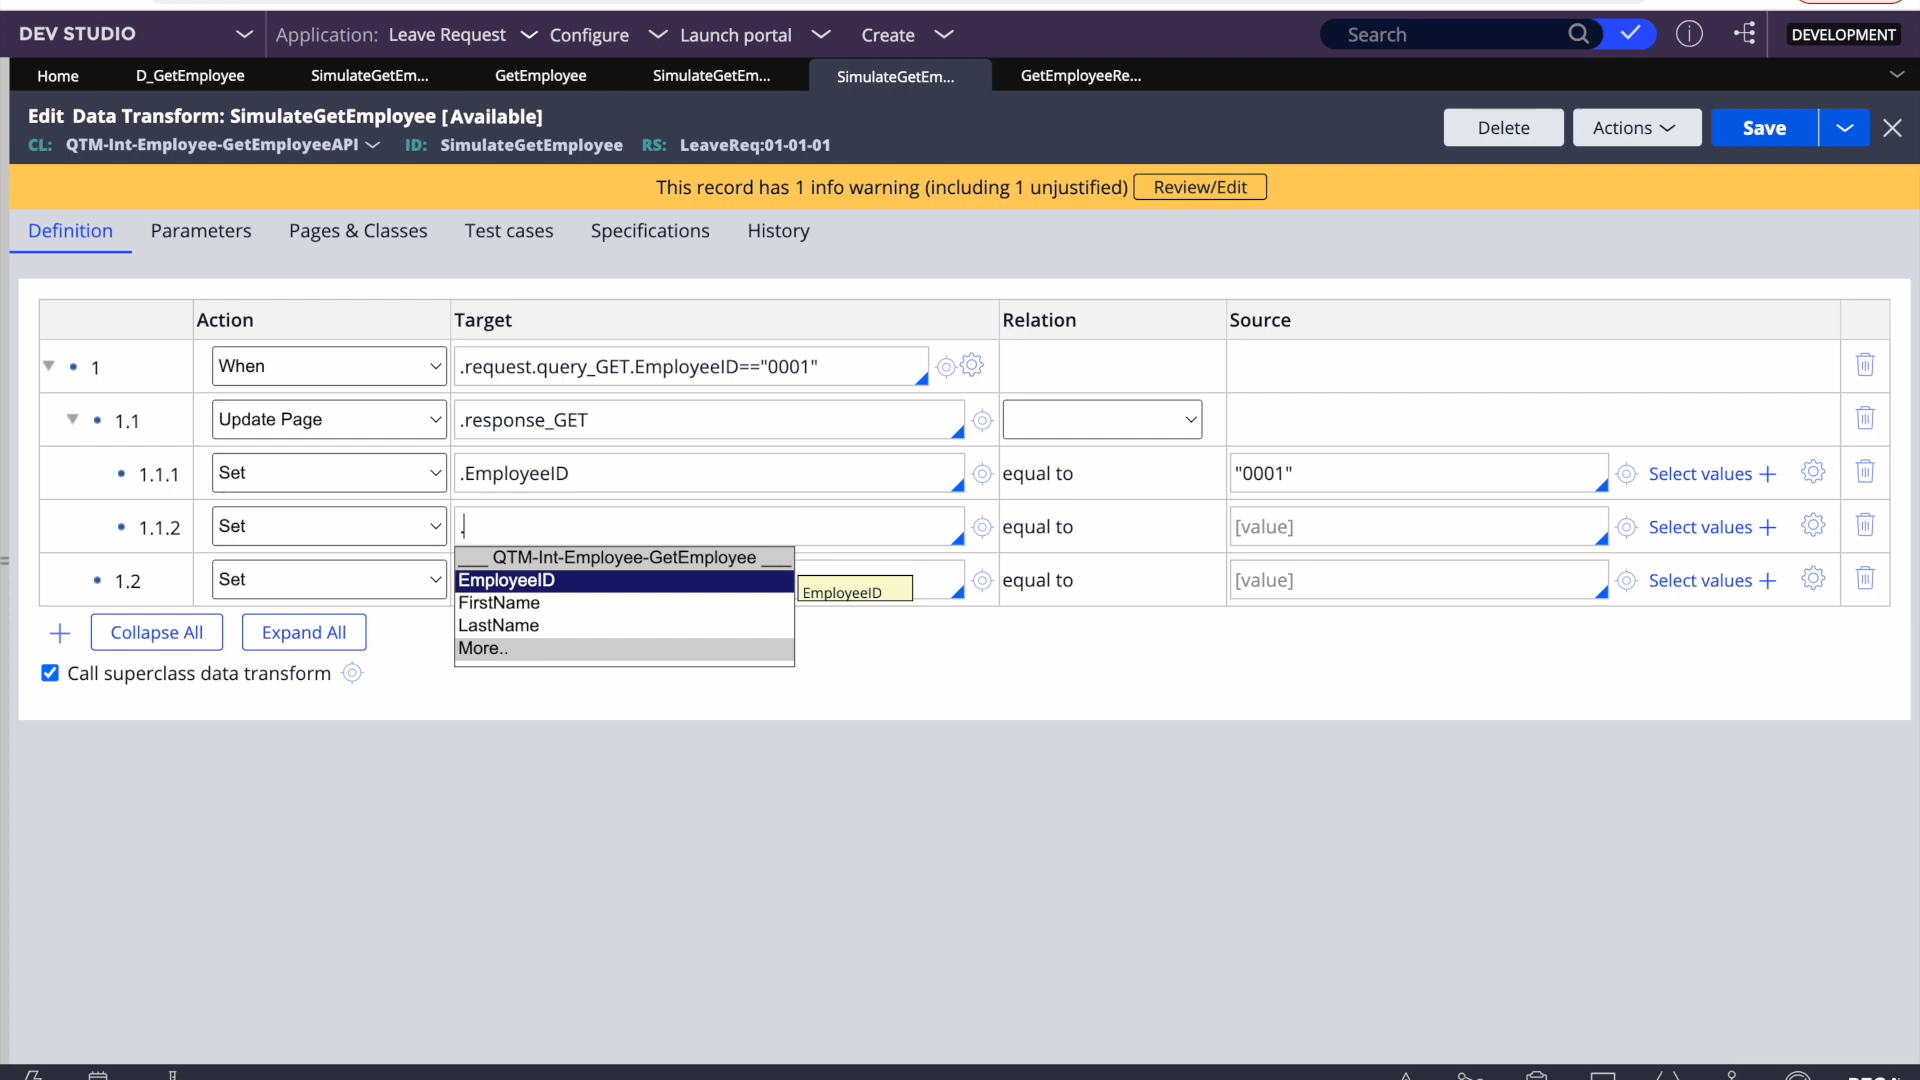 DEV STUDIO
Application: Leave Request Configure Launch portal Create Search DEVELOPMENT
Home D_GetEmployee SimulateGetEm... GetEmployee SimulateGetEm... SimulateGetEm... GetEmployeeRe...
Edit Data Transform: SimulateGetEmployee [Available]
CL: QTM-Int-Employee-GetEmployeeAPI ID: SimulateGetEmployee RS: LeaveReq:01-01-01
Delete Actions Save
This record has 1 info warning (including 1 unjustified) Review/Edit
Definition Parameters Pages & Classes Test cases Specifications History
Action Target Relation Source
1 When .request.query_GET.EmployeeID=="0001"
1.1 Update Page .response_GET
1.1.1 Set .EmployeeID equal to "0001" Select values
1.1.2 Set . equal to [value] Select values
___ QTM-Int-Employee-GetEmployee ___
1.2 Set equal to [value] Select values
EmployeeID
EmployeeID
FirstName
LastName
More..
Collapse All Expand All
Call superclass data transform